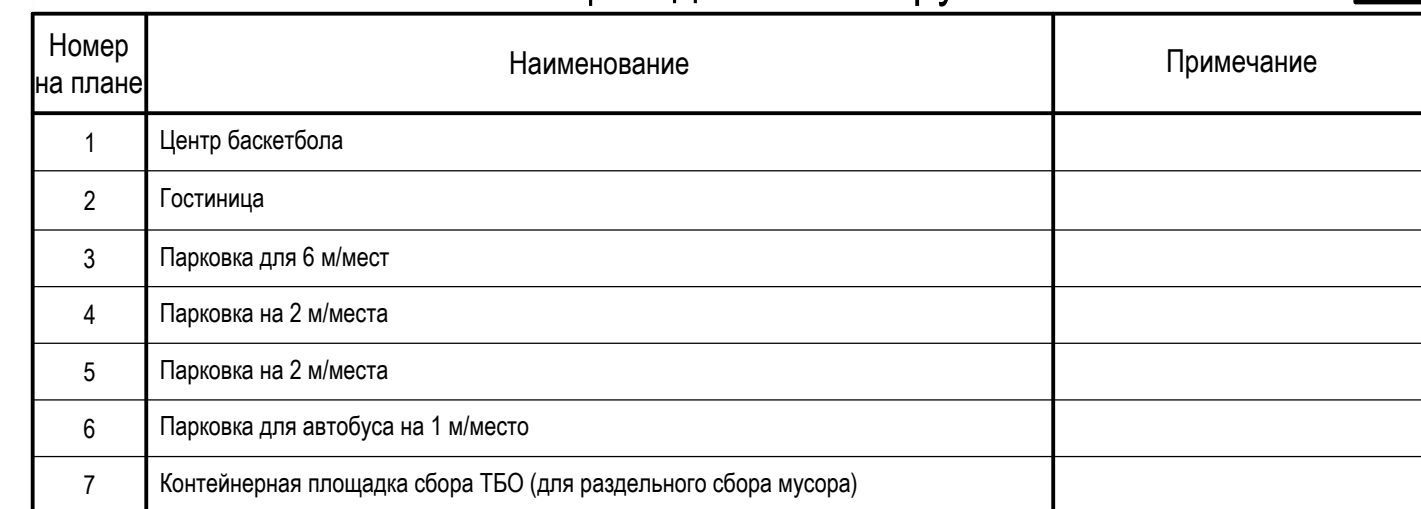 Номер на плане Наименование Примечание
1 Центр баскетбола
2 Гостиница
3 Парковка для 6 м/мест
4 Парковка на 2 м/места
5 Парковка на 2 м/места
6 Парковка для автобуса на 1 м/место
7 Контейнерная площадка сбора ТБО (для раздельного сбора мусора)